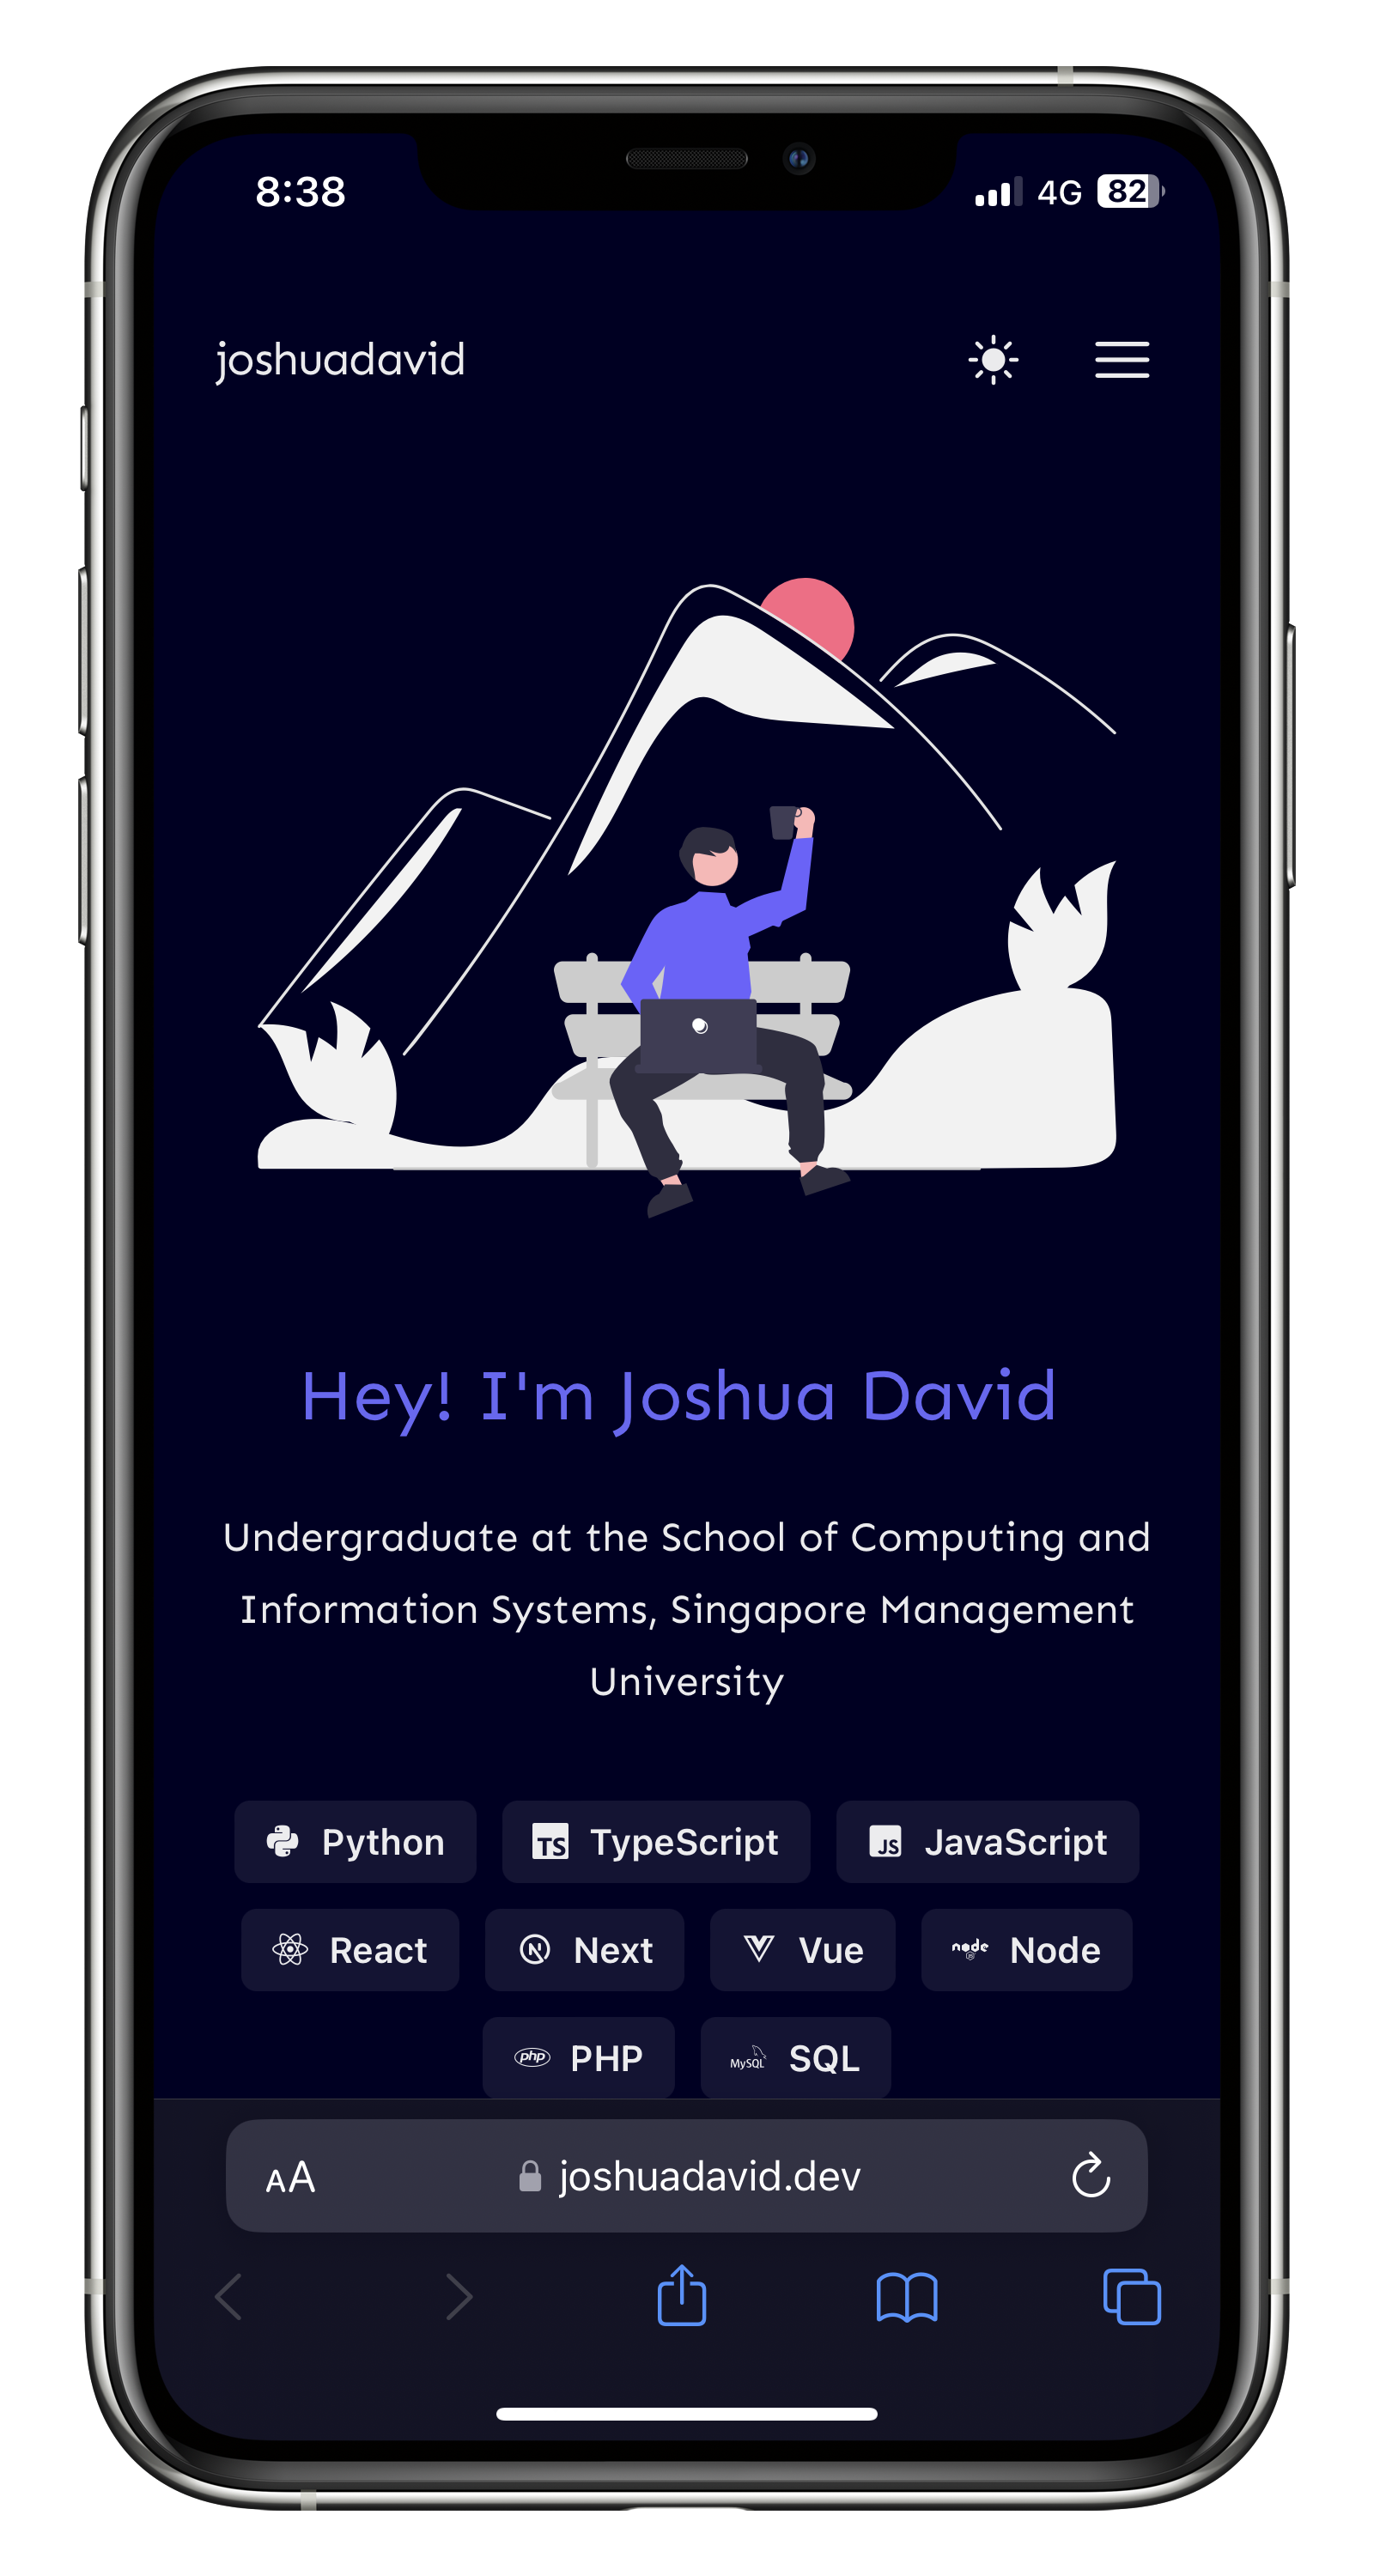 8:38 4G 82
joshuadavid
Hey! I'm Joshua David
Undergraduate at the School of Computing and
Information Systems, Singapore Management
University
Python TS TypeScript JS JavaScript
React N Next Vue node Node
php PHP MySQL SQL
AA joshuadavid.dev